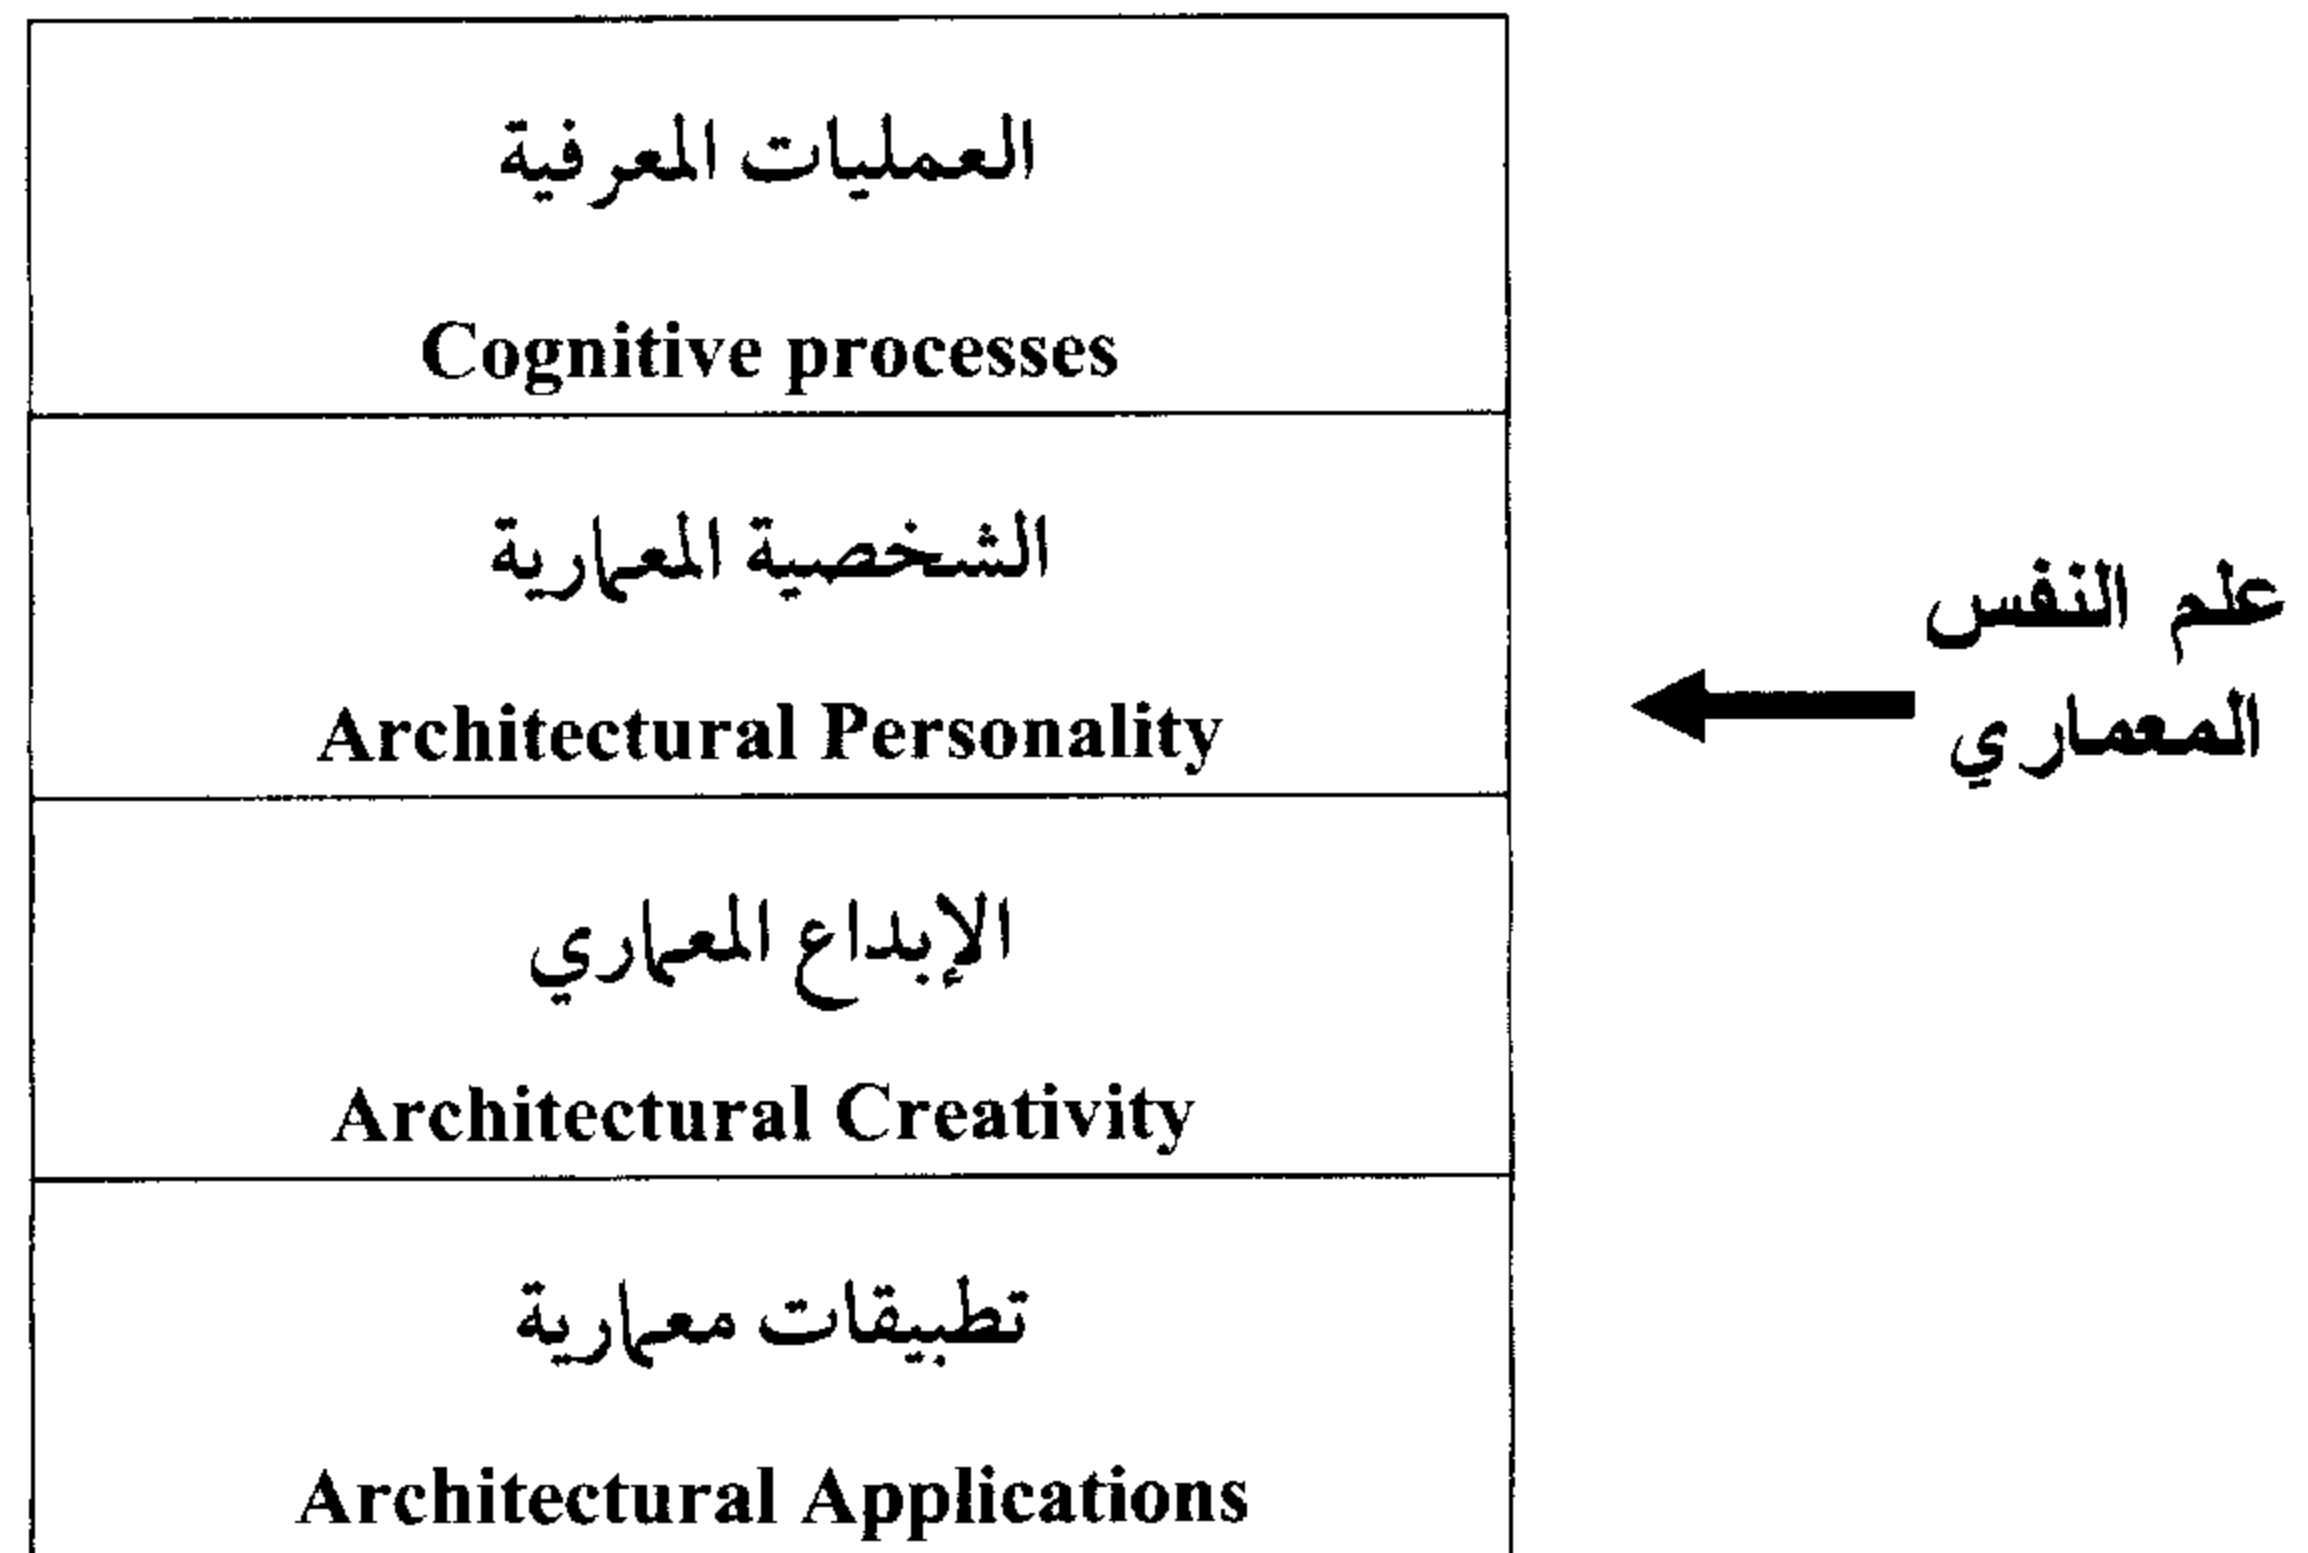 العمليات المعرفية
Cognitive processes
الشخصية المعمارية
Architectural Personality
علم النفس
المعماري
الإبداع المعماري
Architectural Creativity
تطبيقات معمارية
Architectural Applications